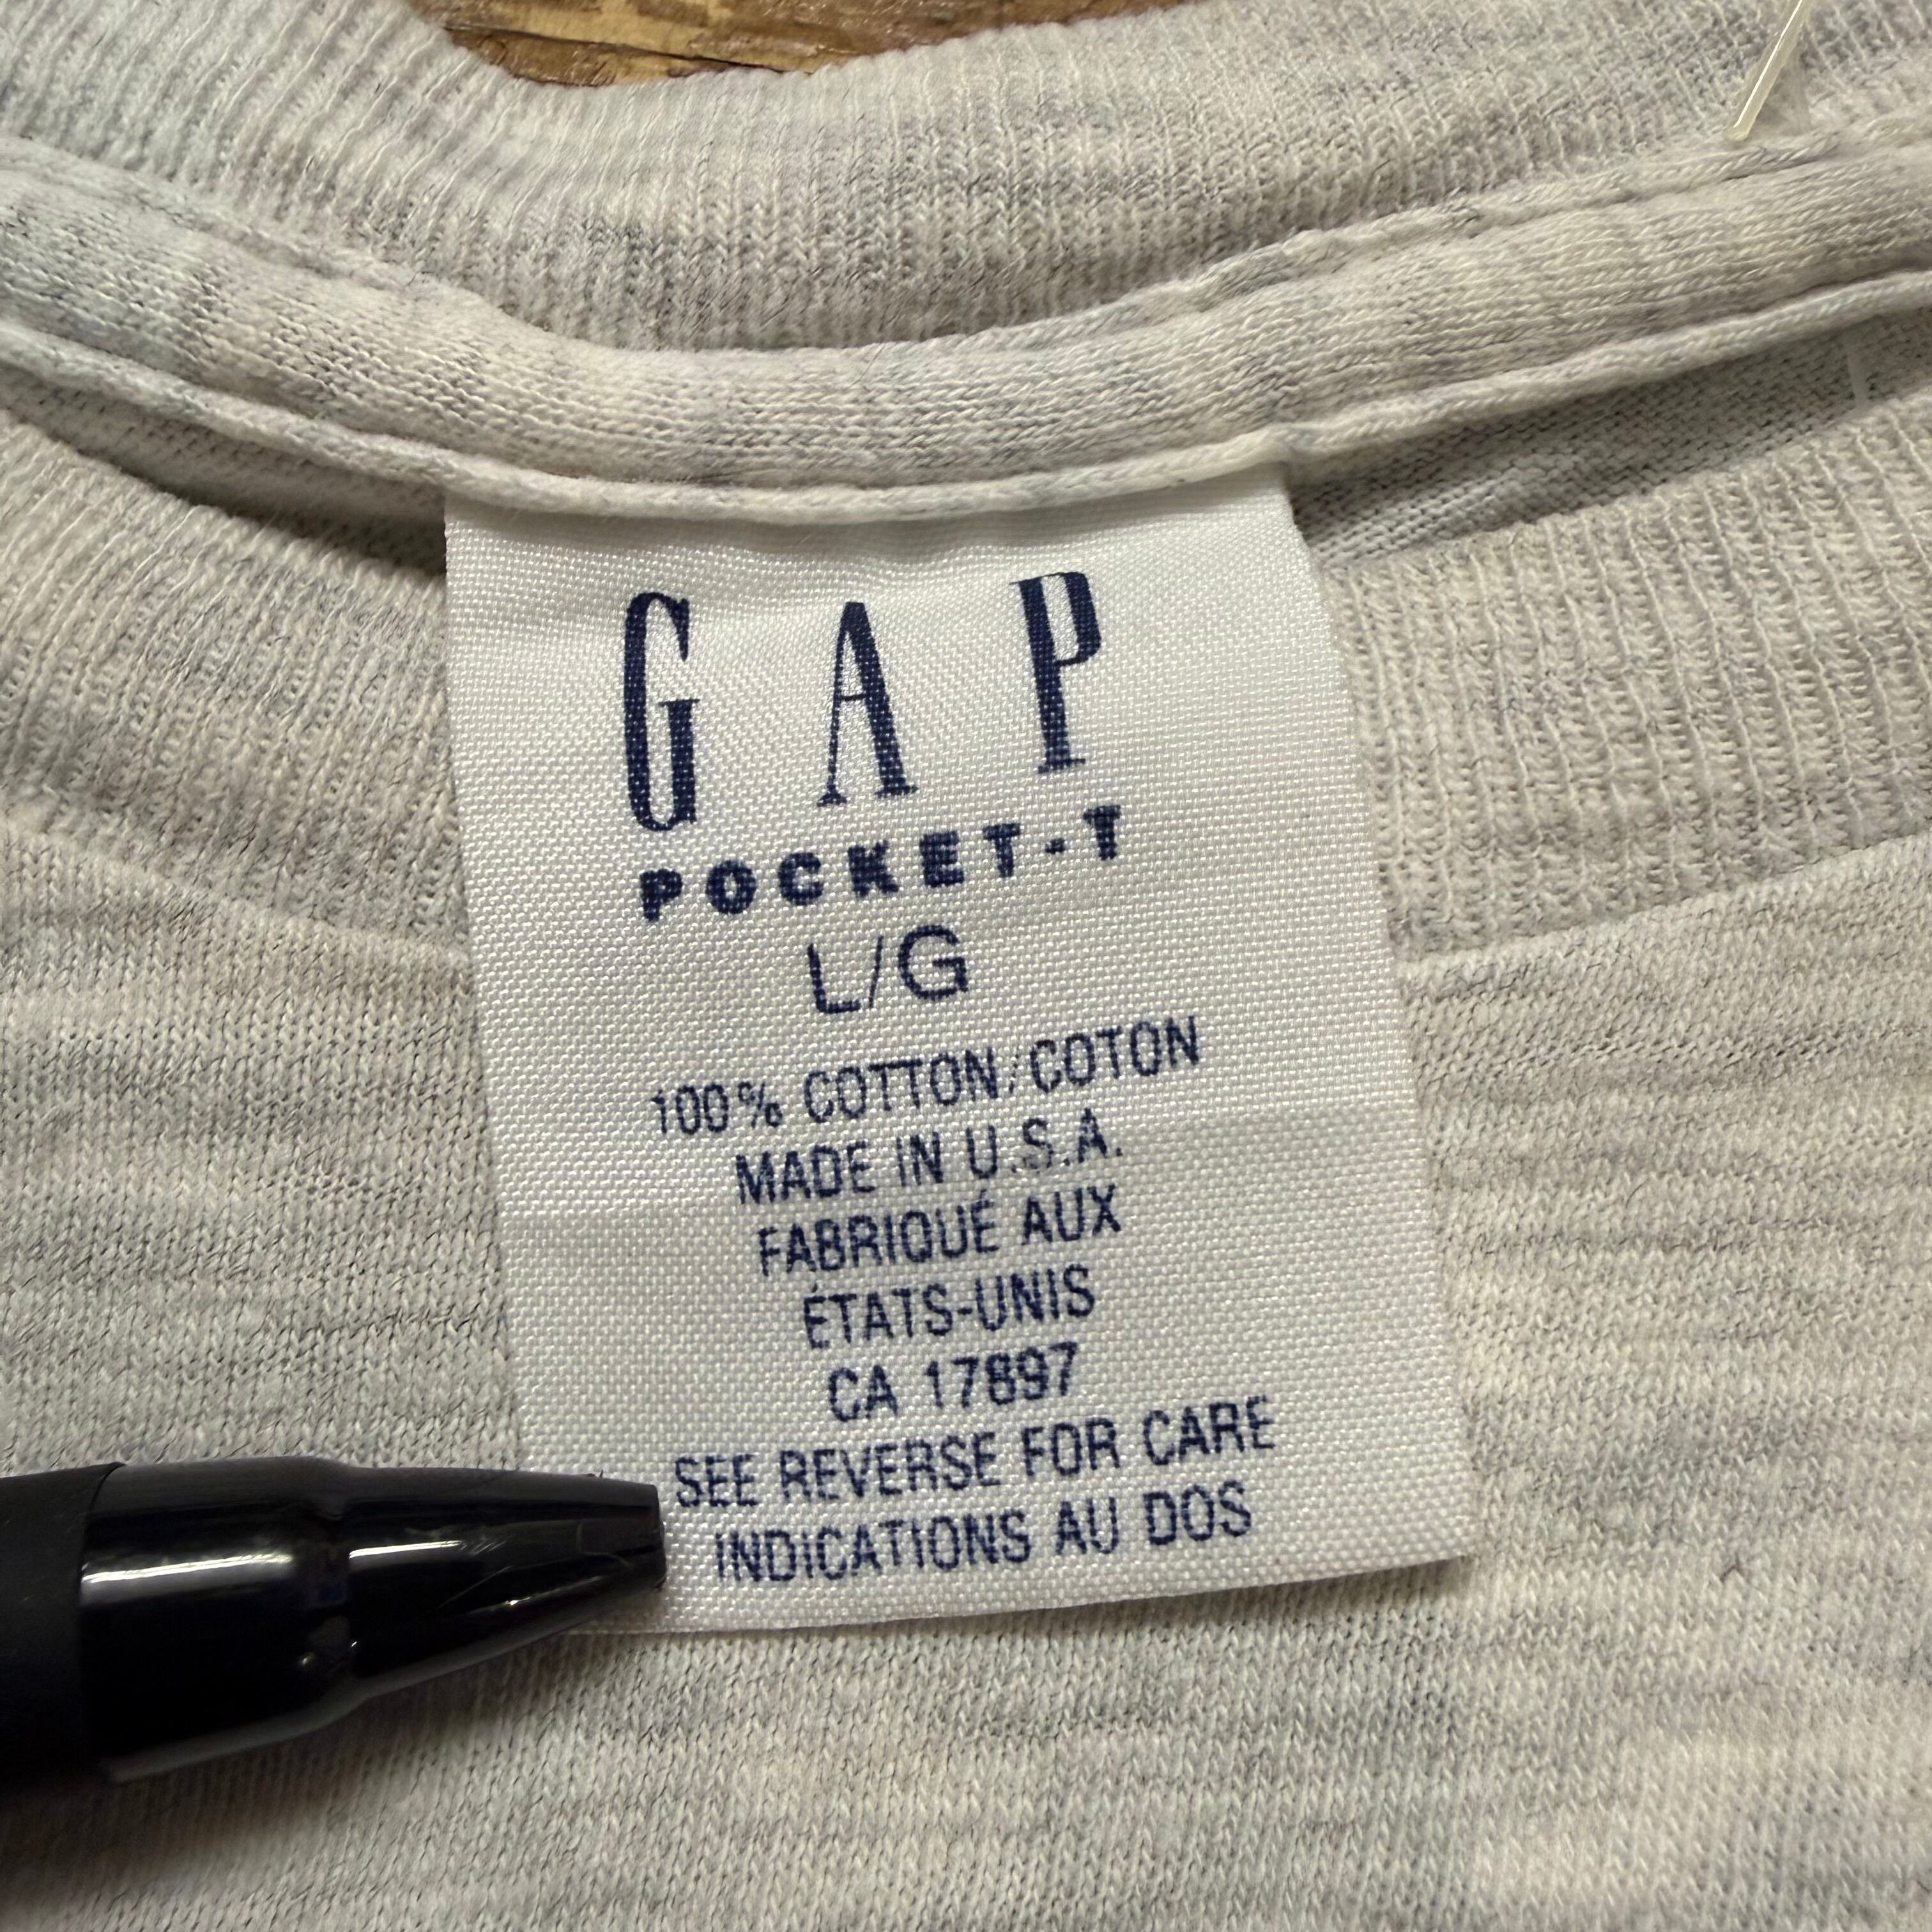 GAP
POCKET-T
L/G
100% COTTON/COTON
MADE IN U.S.A.
FABRIQUÉ AUX
ÉTATS-UNIS
CA 17897
SEE REVERSE FOR CARE
INDICATIONS AU DOS